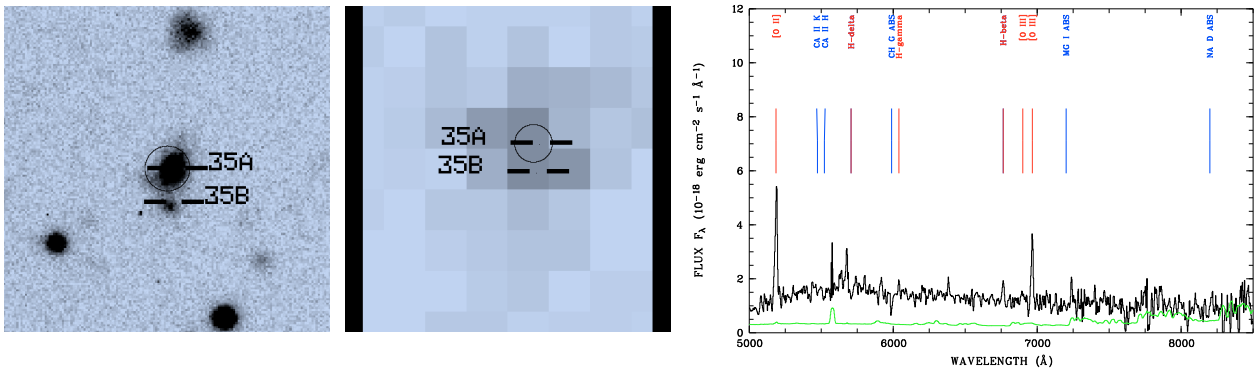 35A
35B
35A
35B
[O II]
CA II K
CA II H
H-delta
CH G ABS
H-gamma
H-beta
[O III]
[O III]
MG I ABS
NA D ABS
12
10
8
6
4
2
0
FLUX Fλ (10⁻¹⁸ erg cm⁻² s⁻¹ Å⁻¹)
5000 6000 7000 8000
WAVELENGTH (Å)